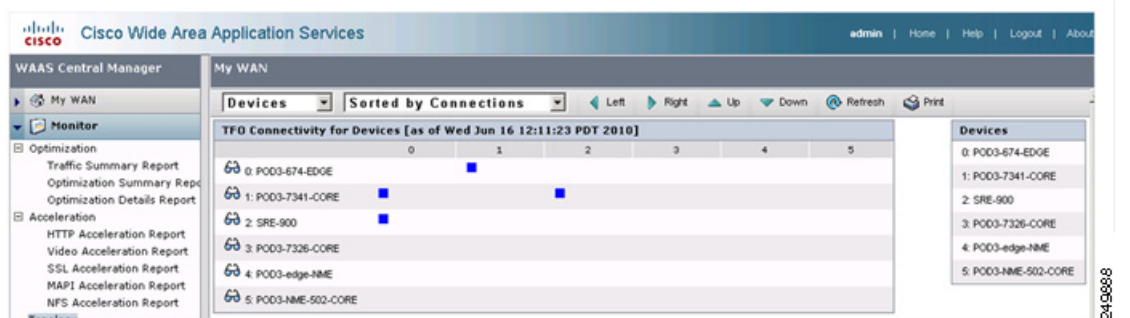 CISCO Cisco Wide Area Application Services admin | Home | Help | Logout | About
WAAS Central Manager My WAN
My WAN Devices Sorted by Connections Left Right Up Down Refresh Print
Monitor TFO Connectivity for Devices [as of Wed Jun 16 12:11:23 PDT 2010] Devices
Optimization 0 1 2 3 4 5 0: POD3-674-EDGE
Traffic Summary Report 0: POD3-674-EDGE 1: POD3-7341-CORE
Optimization Summary Repo
Optimization Details Report 1: POD3-7341-CORE 2: SRE-900
Acceleration 2: SRE-900 3: POD3-7326-CORE
HTTP Acceleration Report
Video Acceleration Report 3: POD3-7326-CORE 4: POD3-edge-NME
SSL Acceleration Report 4: POD3-edge-NME 5: POD3-NME-502-CORE
MAPI Acceleration Report
NFS Acceleration Report 5: POD3-NME-502-CORE
Topology
249888